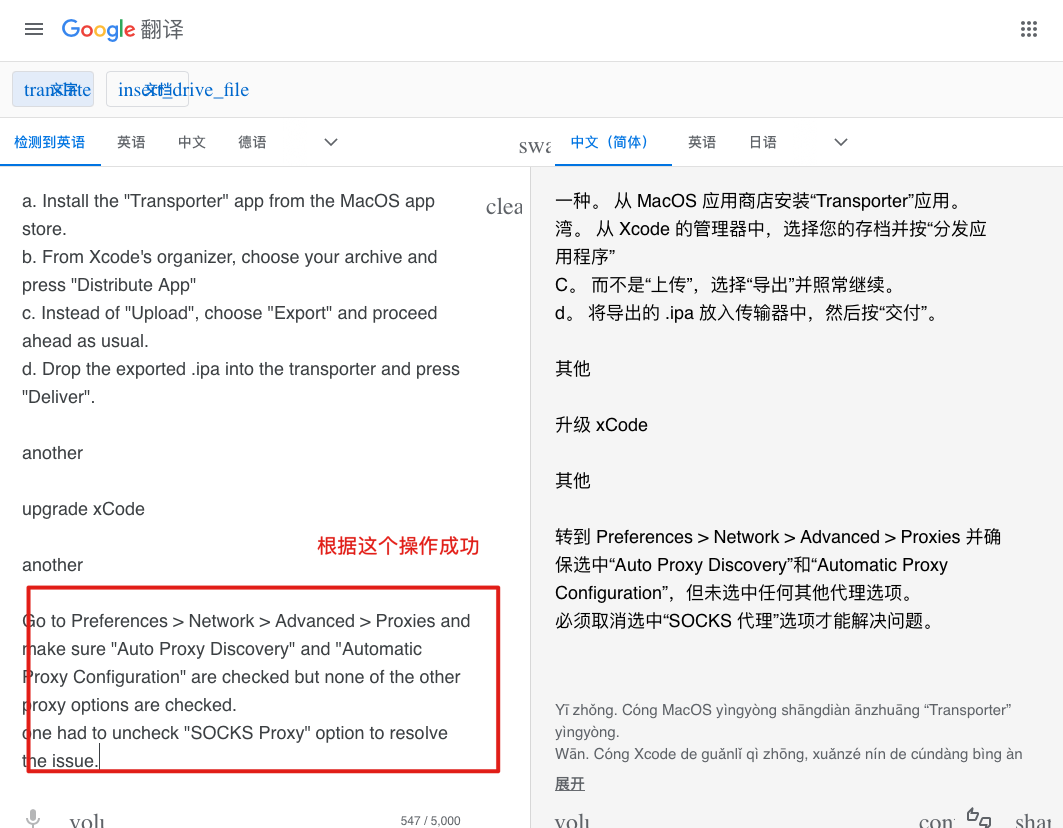 Google 翻译
translate 文字
insert_drive_file 文档
检测到英语 英语 中文 德语
swa
中文（简体） 英语 日语
a. Install the "Transporter" app from the MacOS app
store.
b. From Xcode's organizer, choose your archive and
press "Distribute App"
c. Instead of "Upload", choose "Export" and proceed
ahead as usual.
d. Drop the exported .ipa into the transporter and press
"Deliver".
another
upgrade xCode
根据这个操作成功
another
Go to Preferences > Network > Advanced > Proxies and
make sure "Auto Proxy Discovery" and "Automatic
Proxy Configuration" are checked but none of the other
proxy options are checked.
one had to uncheck "SOCKS Proxy" option to resolve
the issue.
clea
volu
547 / 5,000
一种。 从 MacOS 应用商店安装“Transporter”应用。
湾。 从 Xcode 的管理器中，选择您的存档并按“分发应
用程序”
C。 而不是“上传”，选择“导出”并照常继续。
d。 将导出的 .ipa 放入传输器中，然后按“交付”。
其他
升级 xCode
其他
转到 Preferences > Network > Advanced > Proxies 并确
保选中“Auto Proxy Discovery”和“Automatic Proxy
Configuration”，但未选中任何其他代理选项。
必须取消选中“SOCKS 代理”选项才能解决问题。
Yī zhǒng. Cóng MacOS yìngyòng shāngdiàn ānzhuāng “Transporter”
yìngyòng.
Wān. Cóng Xcode de guǎnlǐ qì zhōng, xuǎnzé nín de cúndàng bìng àn
展开
volu
con
shar